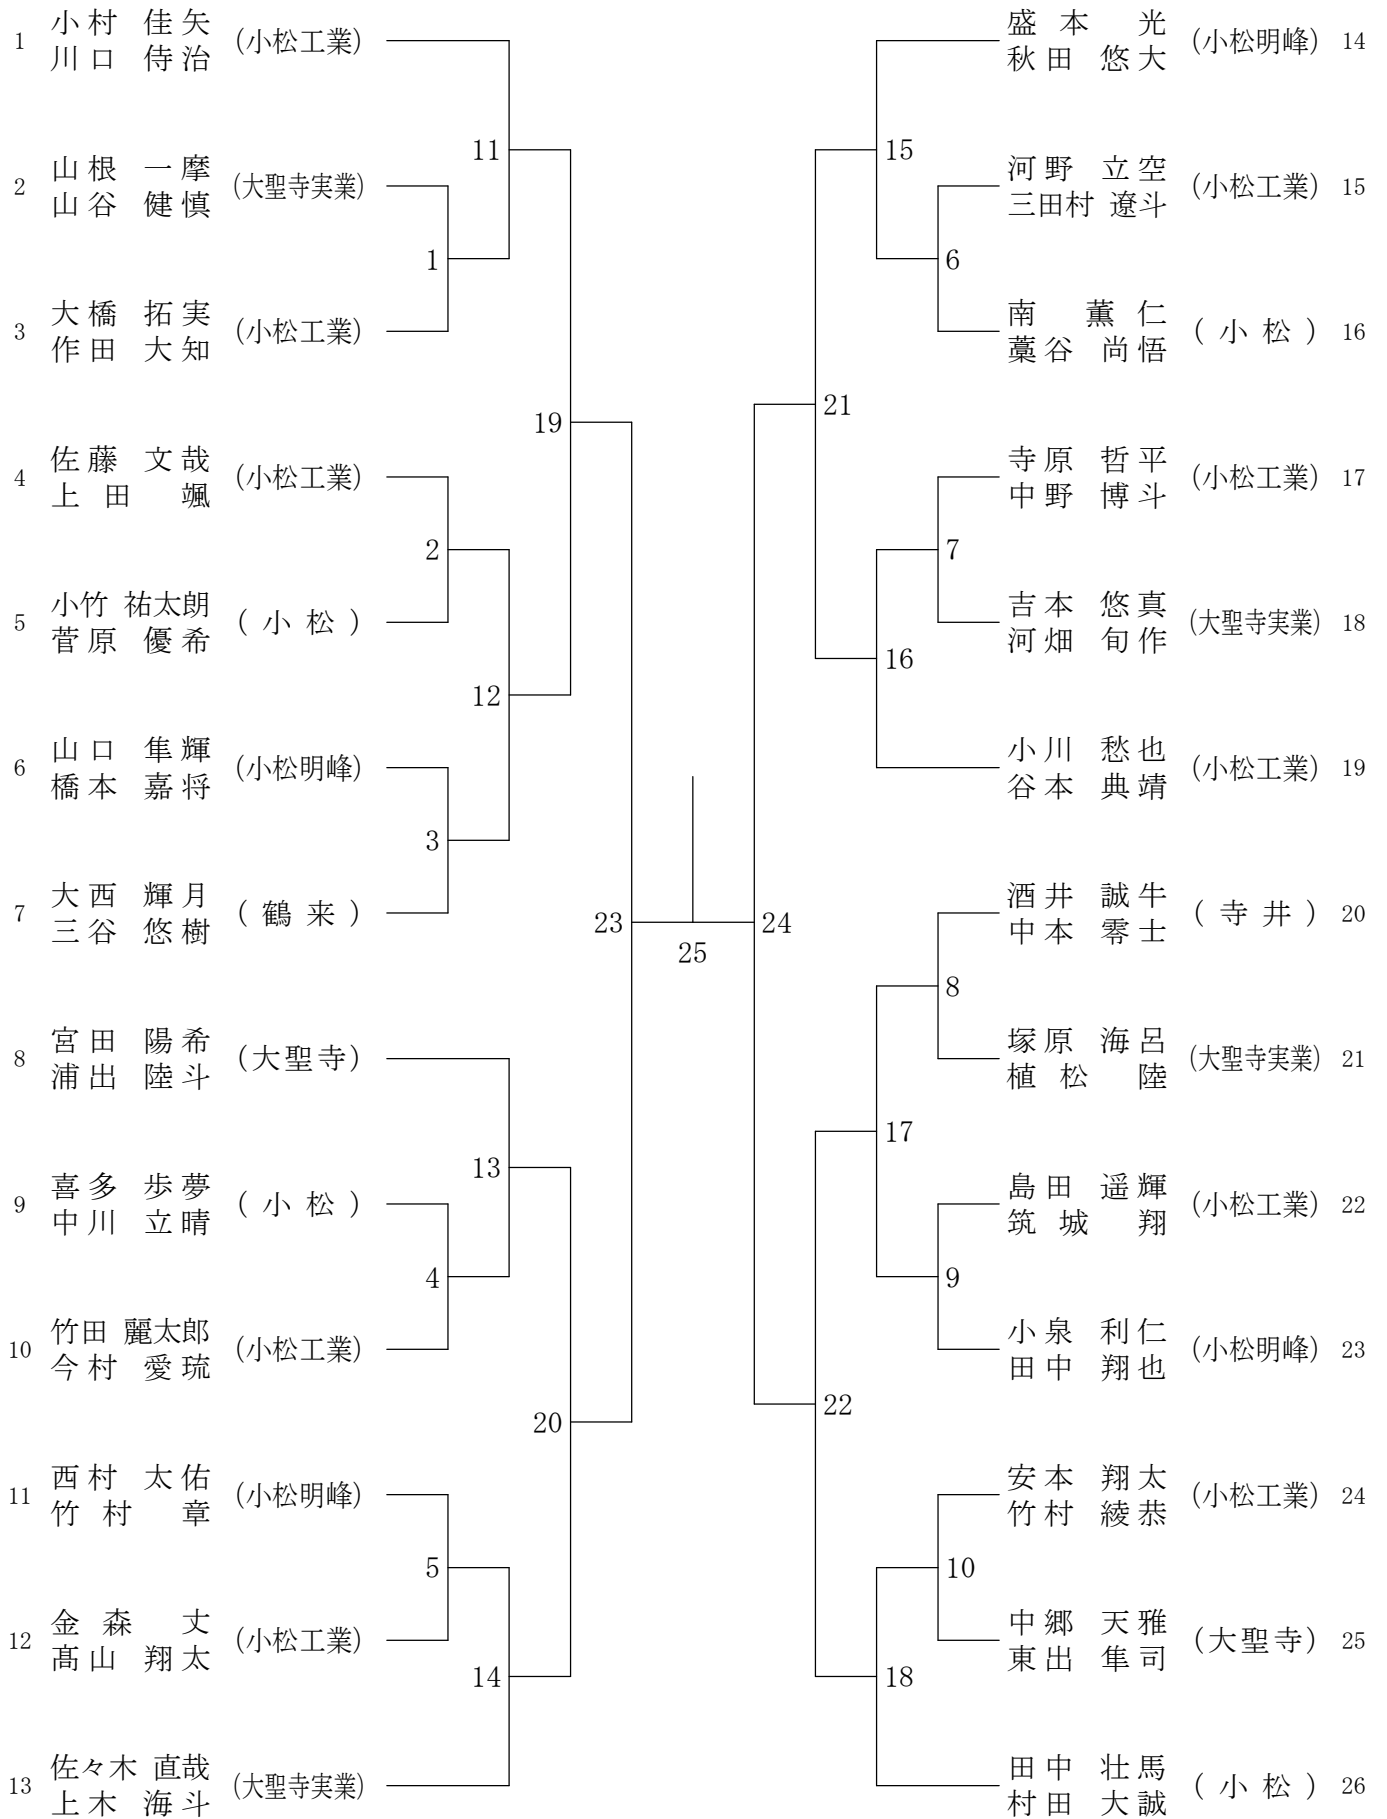 1 小村 佳矢 (小松工業)
川口 侍治
2 山根 一摩 (大聖寺実業)
山谷 健慎
3 大橋 拓実 (小松工業)
作田 大知
4 佐藤 文哉 (小松工業)
上田 颯
5 小竹 祐太朗 (小松)
菅原 優希
6 山口 隼輝 (小松明峰)
橋本 嘉将
7 大西 輝月 (鶴来)
三谷 悠樹
8 宮田 陽希 (大聖寺)
浦出 陸斗
9 喜多 歩夢 (小松)
中川 立晴
10 竹田 麗太郎 (小松工業)
今村 愛琉
11 西村 太佑 (小松明峰)
竹村 章
12 金森 丈 (小松工業)
髙山 翔太
13 佐々木 直哉 (大聖寺実業)
上木 海斗
1
2
3
4
5
11
12
13
14
19
20
23
25
24
21
22
15
16
17
18
6
7
8
9
10
盛本 光 (小松明峰) 14
秋田 悠大
河野 立空 (小松工業) 15
三田村 遼斗
南 薫仁 (小松) 16
藁谷 尚悟
寺原 哲平 (小松工業) 17
中野 博斗
吉本 悠真 (大聖寺実業) 18
河畑 旬作
小川 愁也 (小松工業) 19
谷本 典靖
酒井 誠牛 (寺井) 20
中本 零士
塚原 海呂 (大聖寺実業) 21
植松 陸
島田 遥輝 (小松工業) 22
筑城 翔
小泉 利仁 (小松明峰) 23
田中 翔也
安本 翔太 (小松工業) 24
竹村 綾恭
中郷 天雅 (大聖寺) 25
東出 隼司
田中 壮馬 (小松) 26
村田 大誠